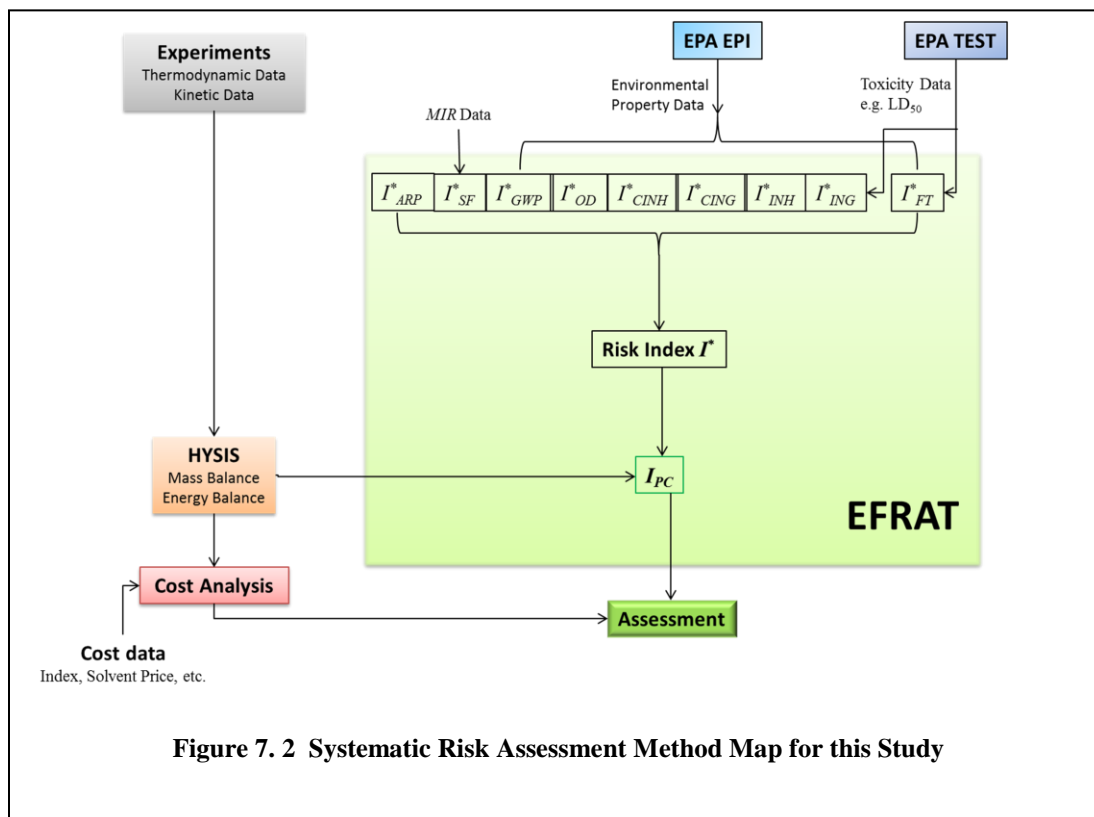 Experiments
Thermodynamic Data
Kinetic Data
EPA EPI
EPA TEST
Environmental
Property Data
Toxicity Data
e.g. LD50
MIR Data
I*ARP
I*SF
I*GWP
I*OD
I*CINH
I*CING
I*INH
I*ING
I*FT
Risk Index I*
HYSIS
Mass Balance
Energy Balance
IPC
EFRAT
Cost Analysis
Assessment
Cost data
Index, Solvent Price, etc.
Figure 7. 2 Systematic Risk Assessment Method Map for this Study